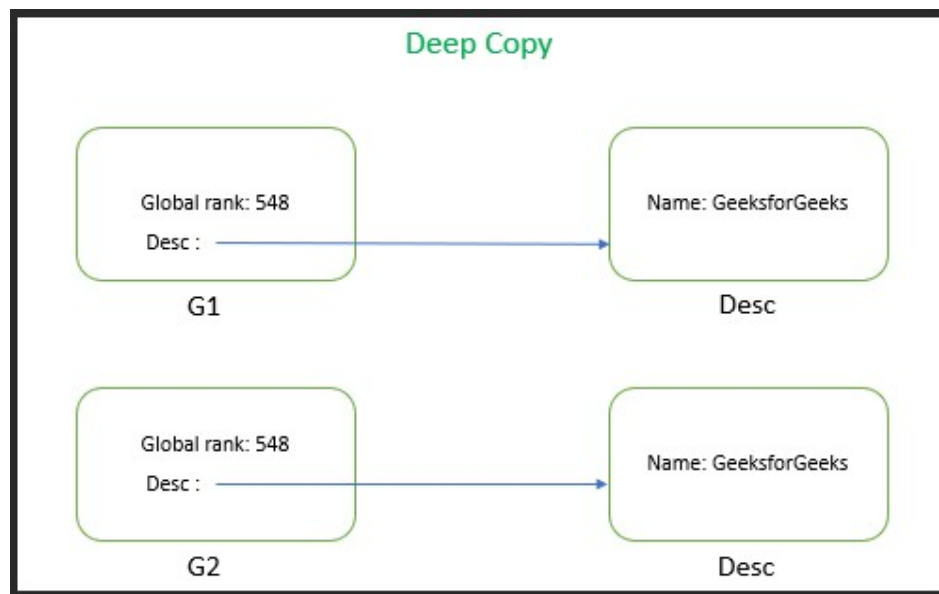 Deep Copy
Global rank: 548
Desc :
Name: GeeksforGeeks
G1
Desc
Global rank: 548
Desc :
Name: GeeksforGeeks
G2
Desc